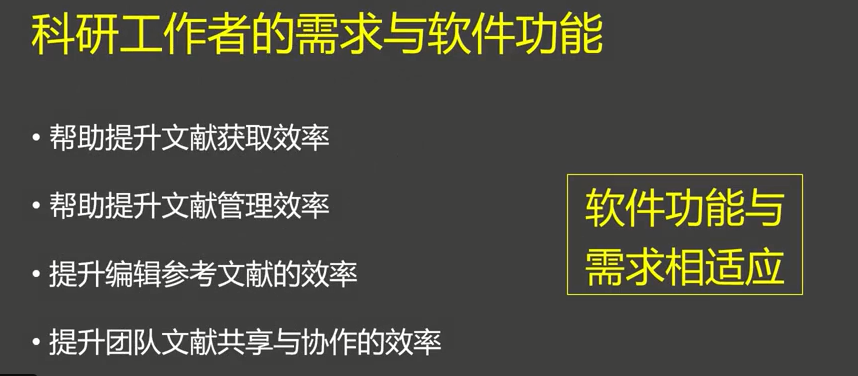 科研工作者的需求与软件功能
• 帮助提升文献获取效率
• 帮助提升文献管理效率
• 提升编辑参考文献的效率
• 提升团队文献共享与协作的效率
软件功能与
需求相适应